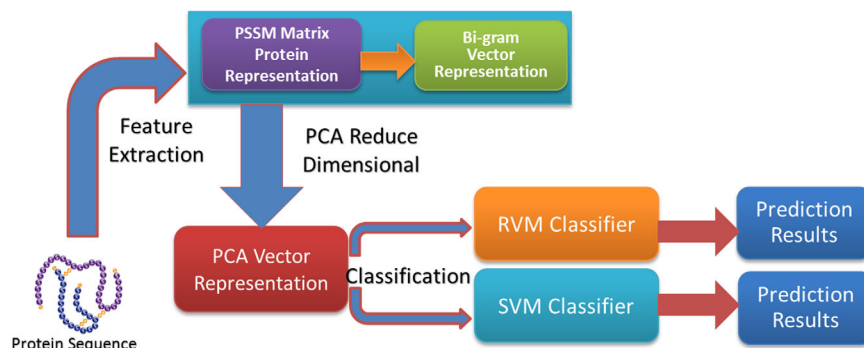 PSSM Matrix
Protein
Representation
Bi-gram
Vector
Representation
Feature
Extraction
PCA Reduce
Dimensional
PCA Vector
Representation
Classification
RVM Classifier
Prediction
Results
SVM Classifier
Prediction
Results
Protein Sequence